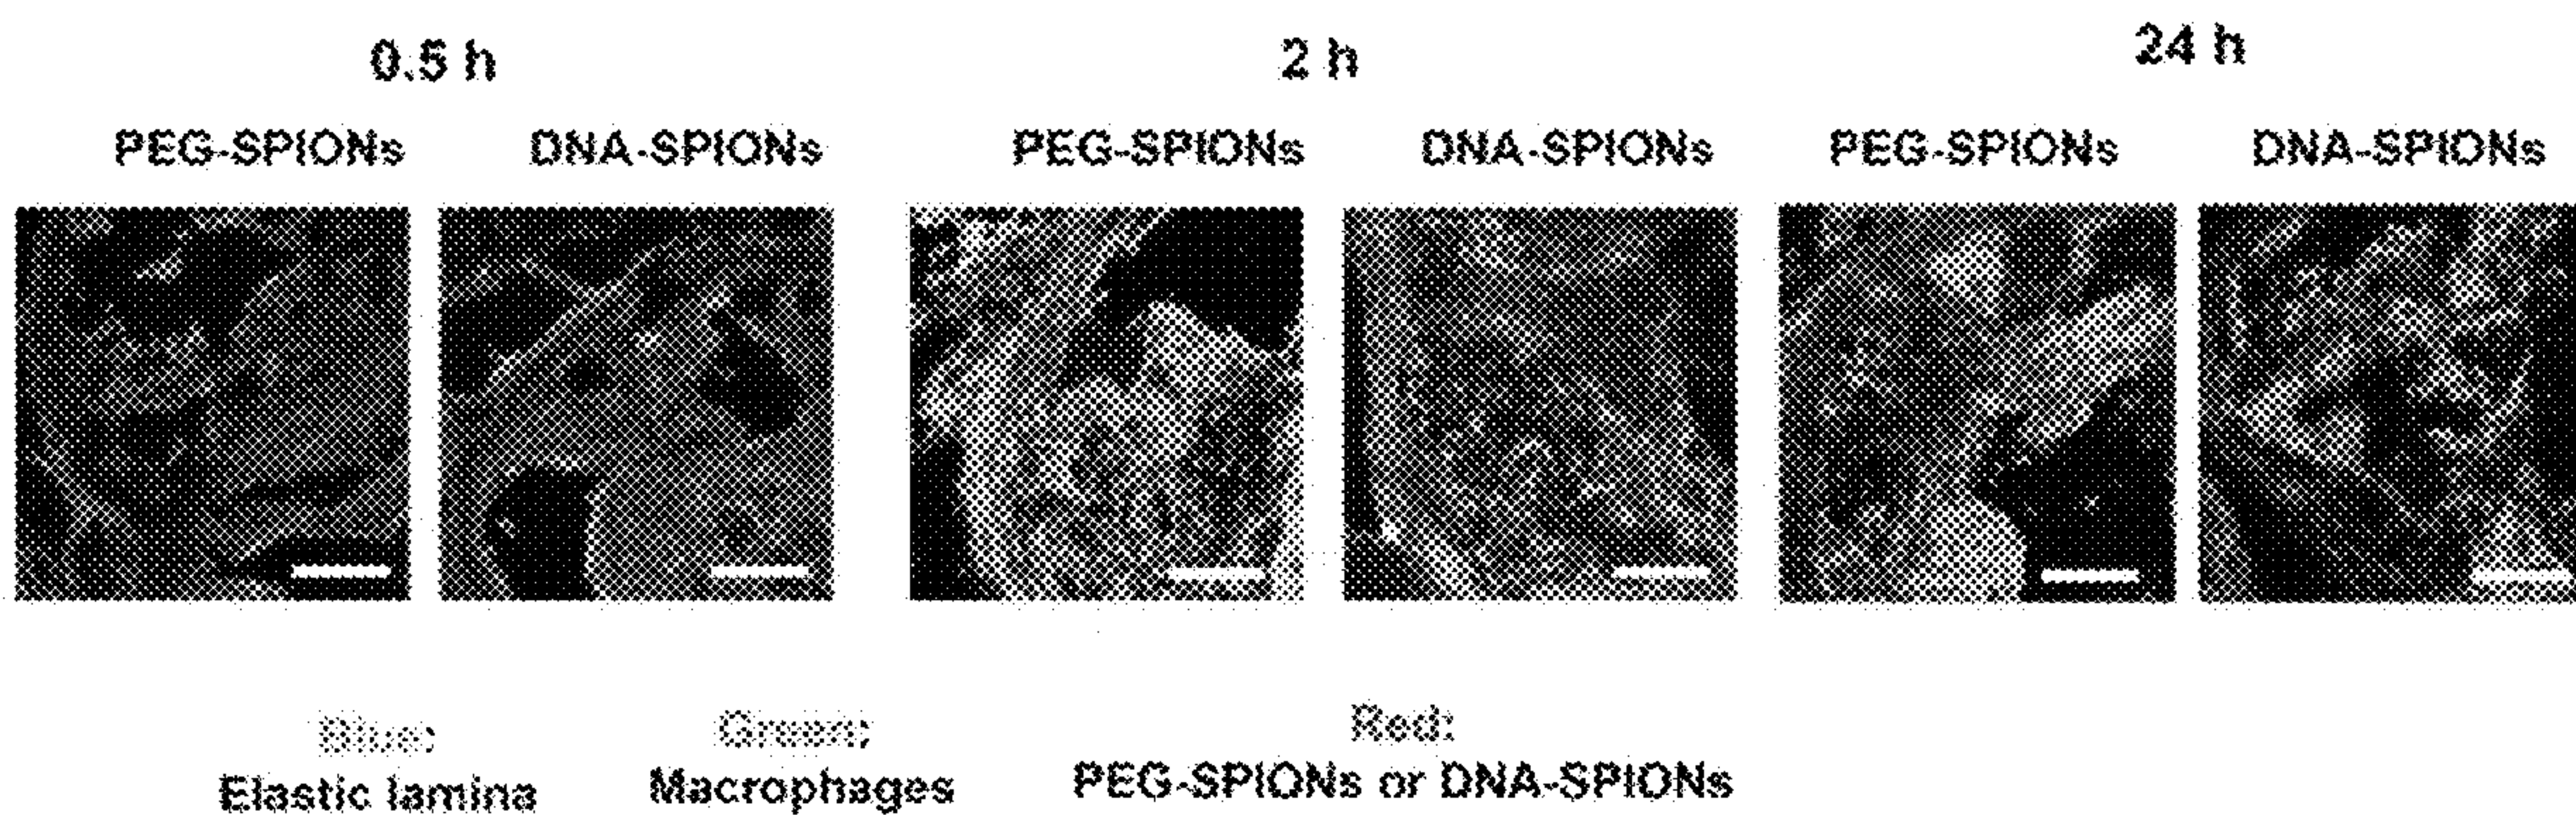 0.5 h 2 h 24 h
PEG-SPIONs DNA-SPIONs PEG-SPIONs DNA-SPIONs PEG-SPIONs DNA-SPIONs
Blue: Green: Red:
Elastic lamina Macrophages PEG-SPIONs or DNA-SPIONs